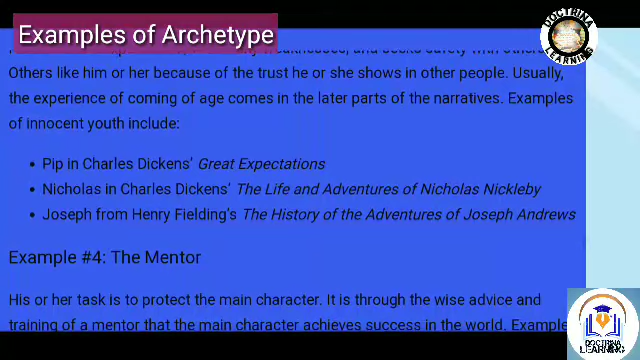 Examples of Archetype
DOCTRINA
LEARNING
Others like him or her because of the trust he or she shows in other people. Usually,
the experience of coming of age comes in the later parts of the narratives. Examples
of innocent youth include:
• Pip in Charles Dickens' Great Expectations
• Nicholas in Charles Dickens' The Life and Adventures of Nicholas Nickleby
• Joseph from Henry Fielding's The History of the Adventures of Joseph Andrews
Example #4: The Mentor
His or her task is to protect the main character. It is through the wise advice and
training of a mentor that the main character achieves success in the world. Example
DOCTRINA
LEARNING